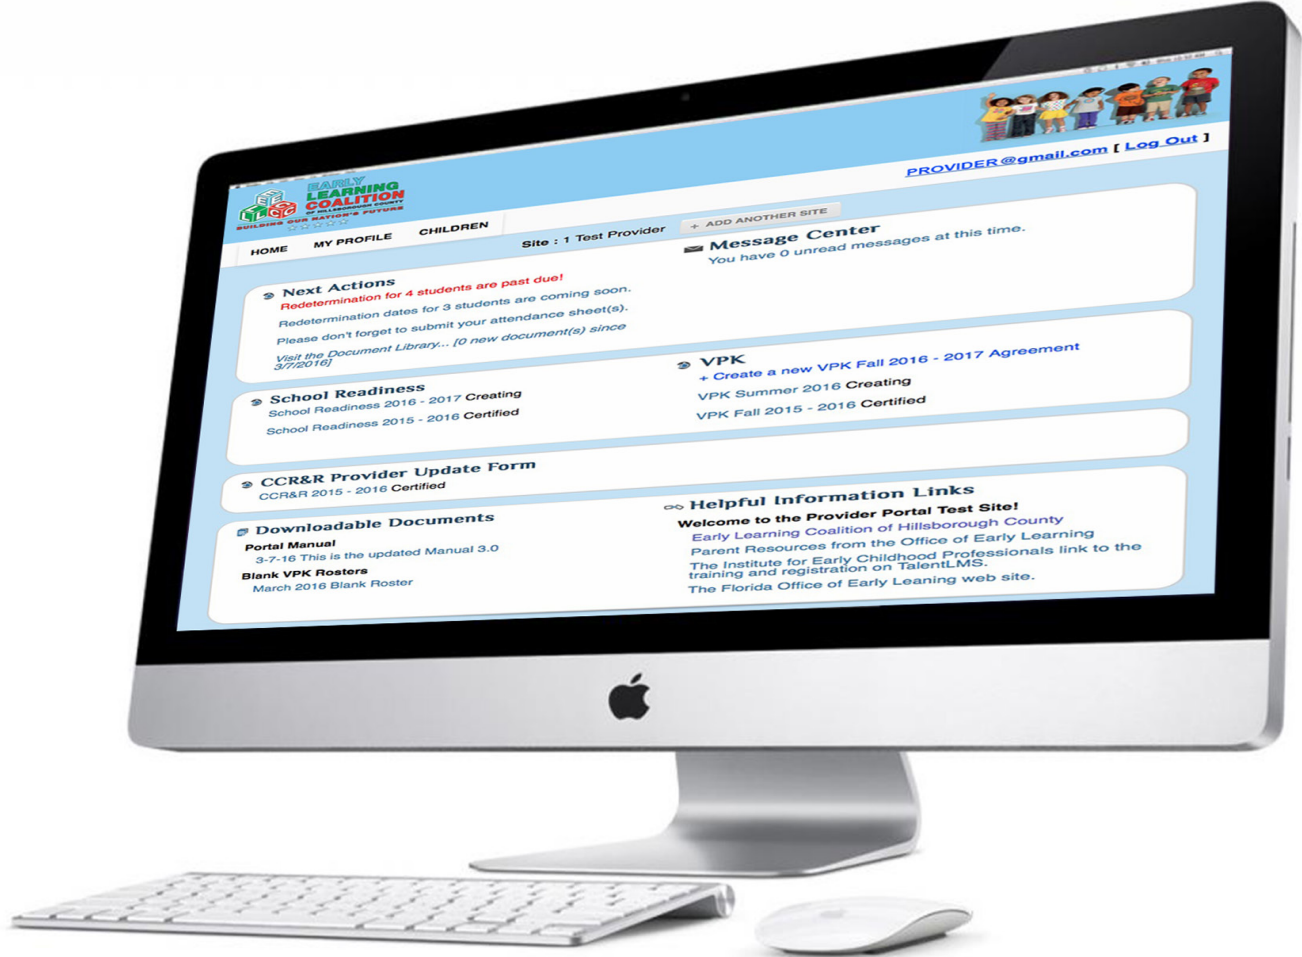 EARLY
LEARNING
COALITION
OF HILLSBOROUGH COUNTY
BUILDING OUR NATION'S FUTURE
ELCHC
PROVIDER@gmail.com [ Log Out ]
HOME MY PROFILE CHILDREN
Site : 1 Test Provider + ADD ANOTHER SITE
Next Actions
Redetermination for 4 students are past due!
Redetermination dates for 3 students are coming soon.
Please don't forget to submit your attendance sheet(s).
Visit the Document Library... [0 new document(s) since
3/7/2016]
Message Center
You have 0 unread messages at this time.
School Readiness
School Readiness 2016 - 2017 Creating
School Readiness 2015 - 2016 Certified
VPK
+ Create a new VPK Fall 2016 - 2017 Agreement
VPK Summer 2016 Creating
VPK Fall 2015 - 2016 Certified
CCR&R Provider Update Form
CCR&R 2015 - 2016 Certified
Downloadable Documents
Portal Manual
3-7-16 This is the updated Manual 3.0
Blank VPK Rosters
March 2016 Blank Roster
Helpful Information Links
Welcome to the Provider Portal Test Site!
Early Learning Coalition of Hillsborough County
Parent Resources from the Office of Early Learning
The Institute for Early Childhood Professionals link to the
training and registration on TalentLMS.
The Florida Office of Early Leaning web site.